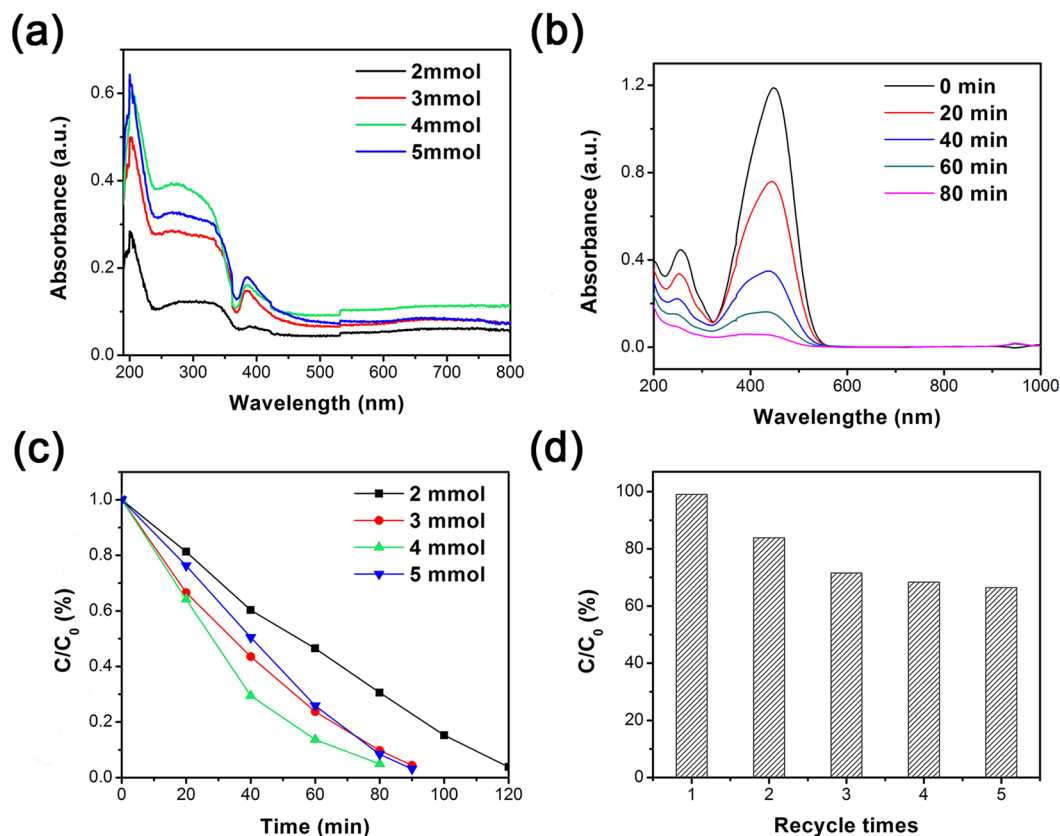 (a)
2mmol
3mmol
4mmol
5mmol
Absorbance (a.u.)
0.6
0.4
0.2
0.0
200 300 400 500 600 700 800
Wavelength (nm)
(b)
0 min
20 min
40 min
60 min
80 min
Absorbance (a.u.)
1.2
0.8
0.4
0.0
200 400 600 800 1000
Wavelengthe (nm)
(c)
2 mmol
3 mmol
4 mmol
5 mmol
C/C0 (%)
1.0
0.8
0.6
0.4
0.2
0.0
0 20 40 60 80 100 120
Time (min)
(d)
C/C0 (%)
100
80
60
40
20
0
1 2 3 4 5
Recycle times